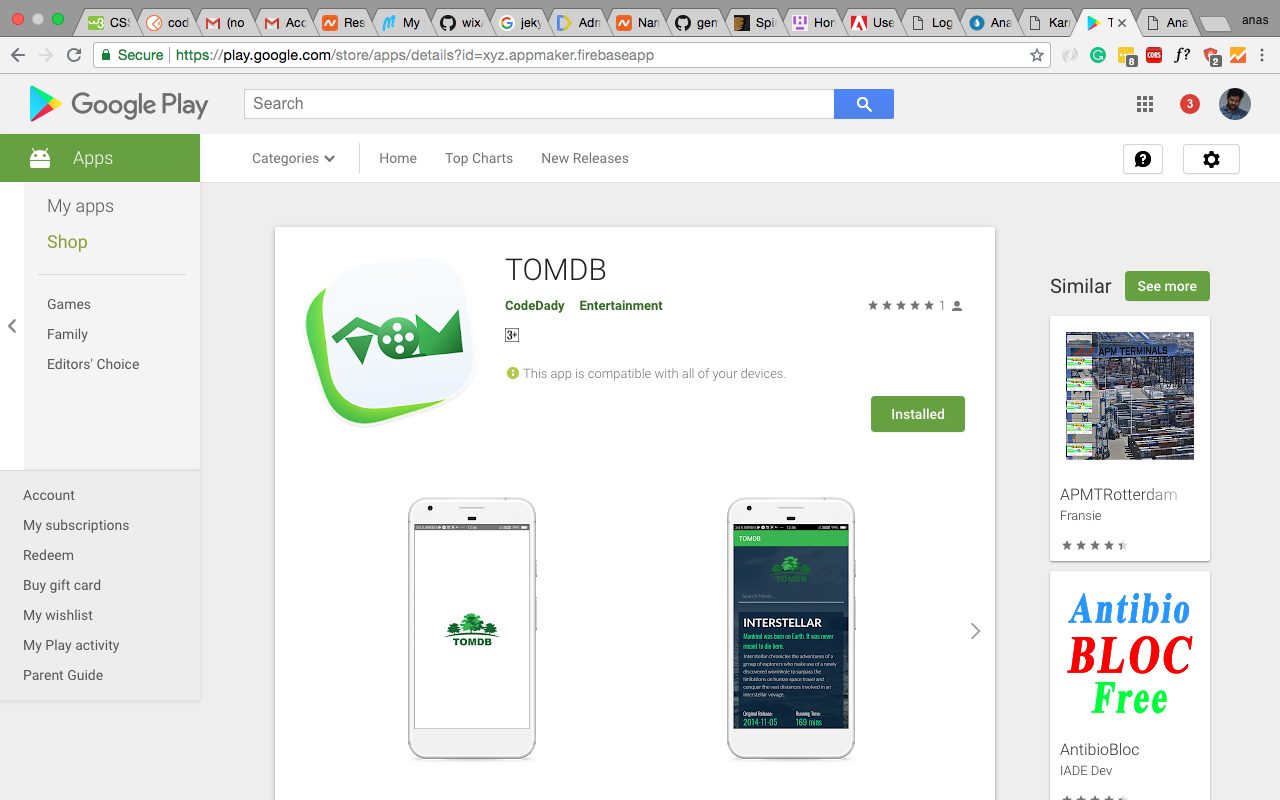 CSS cod (no Acc Res My wix/ jeky Adn Nan gen Spi Hon Use Log Ana Kar T Ana anas
Secure https://play.google.com/store/apps/details?id=xyz.appmaker.firebaseapp
8 CORS f? 2
Google Play Search 3
Apps Categories Home Top Charts New Releases
My apps
Shop
Games
Family
Editors' Choice
Account
My subscriptions
Redeem
Buy gift card
My wishlist
My Play activity
Parent Guide
TOMDB
CodeDady Entertainment 1
3+
This app is compatible with all of your devices.
Installed
TOM
TOMDB
TOMDB
TOMDB
Search Movie...
INTERSTELLAR
Mankind was born on Earth. It was never
meant to die here.
Interstellar chronicles the adventures of a
group of explorers who make use of a newly
discovered wormhole to surpass the
limitations on human space travel and
conquer the vast distances involved in an
interstellar voyage.
Original Release: Running Time:
2014-11-05 169 mins
Similar See more
APM TERMINALS
APMTRotterdam
Fransie
Antibio
BLOC
Free
AntibioBloc
IADE Dev